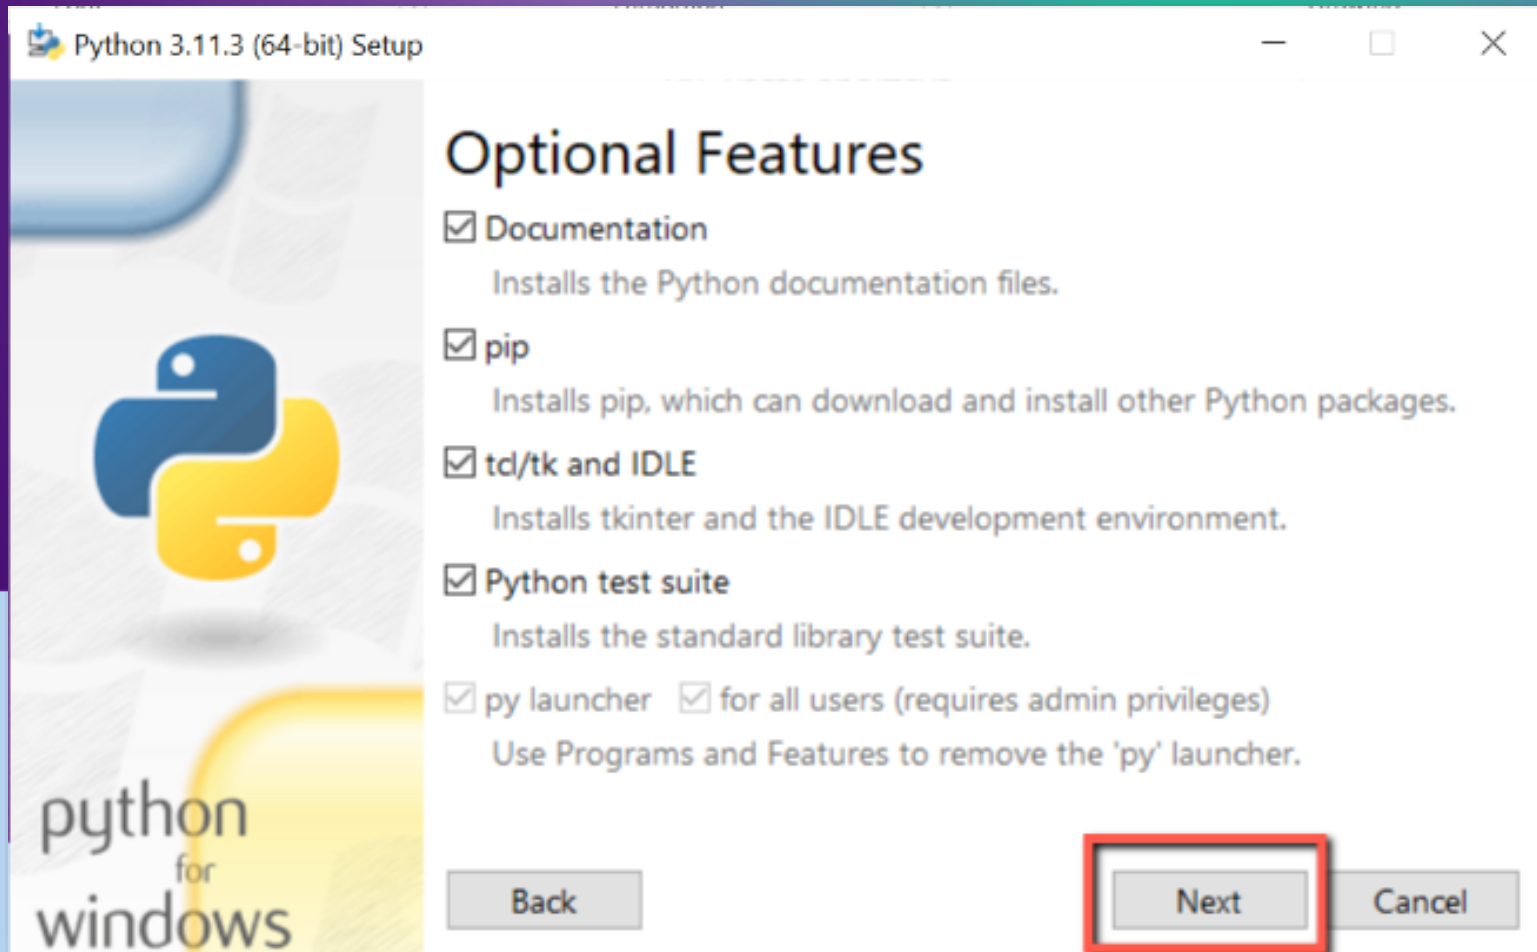 Python 3.11.3 (64-bit) Setup
Optional Features
Documentation
Installs the Python documentation files.
pip
Installs pip, which can download and install other Python packages.
tcl/tk and IDLE
Installs tkinter and the IDLE development environment.
Python test suite
Installs the standard library test suite.
py launcher for all users (requires admin privileges)
Use Programs and Features to remove the 'py' launcher.
python
for
windows
Back Next Cancel